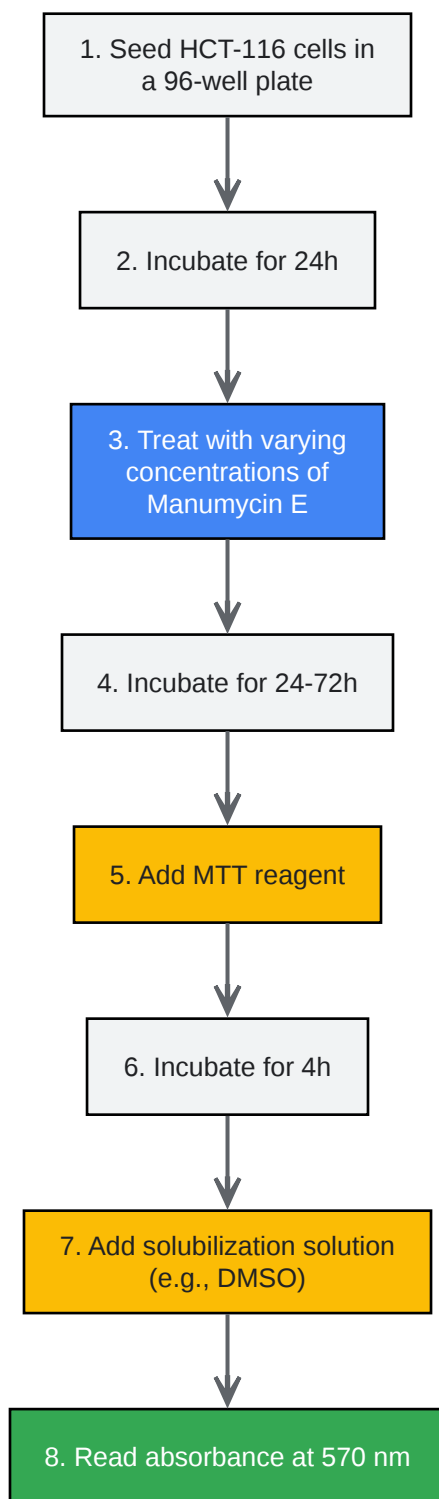 1. Seed HCT-116 cells in
a 96-well plate
2. Incubate for 24h
3. Treat with varying
concentrations of
Manumycin E
4. Incubate for 24-72h
5. Add MTT reagent
6. Incubate for 4h
7. Add solubilization solution
(e.g., DMSO)
8. Read absorbance at 570 nm